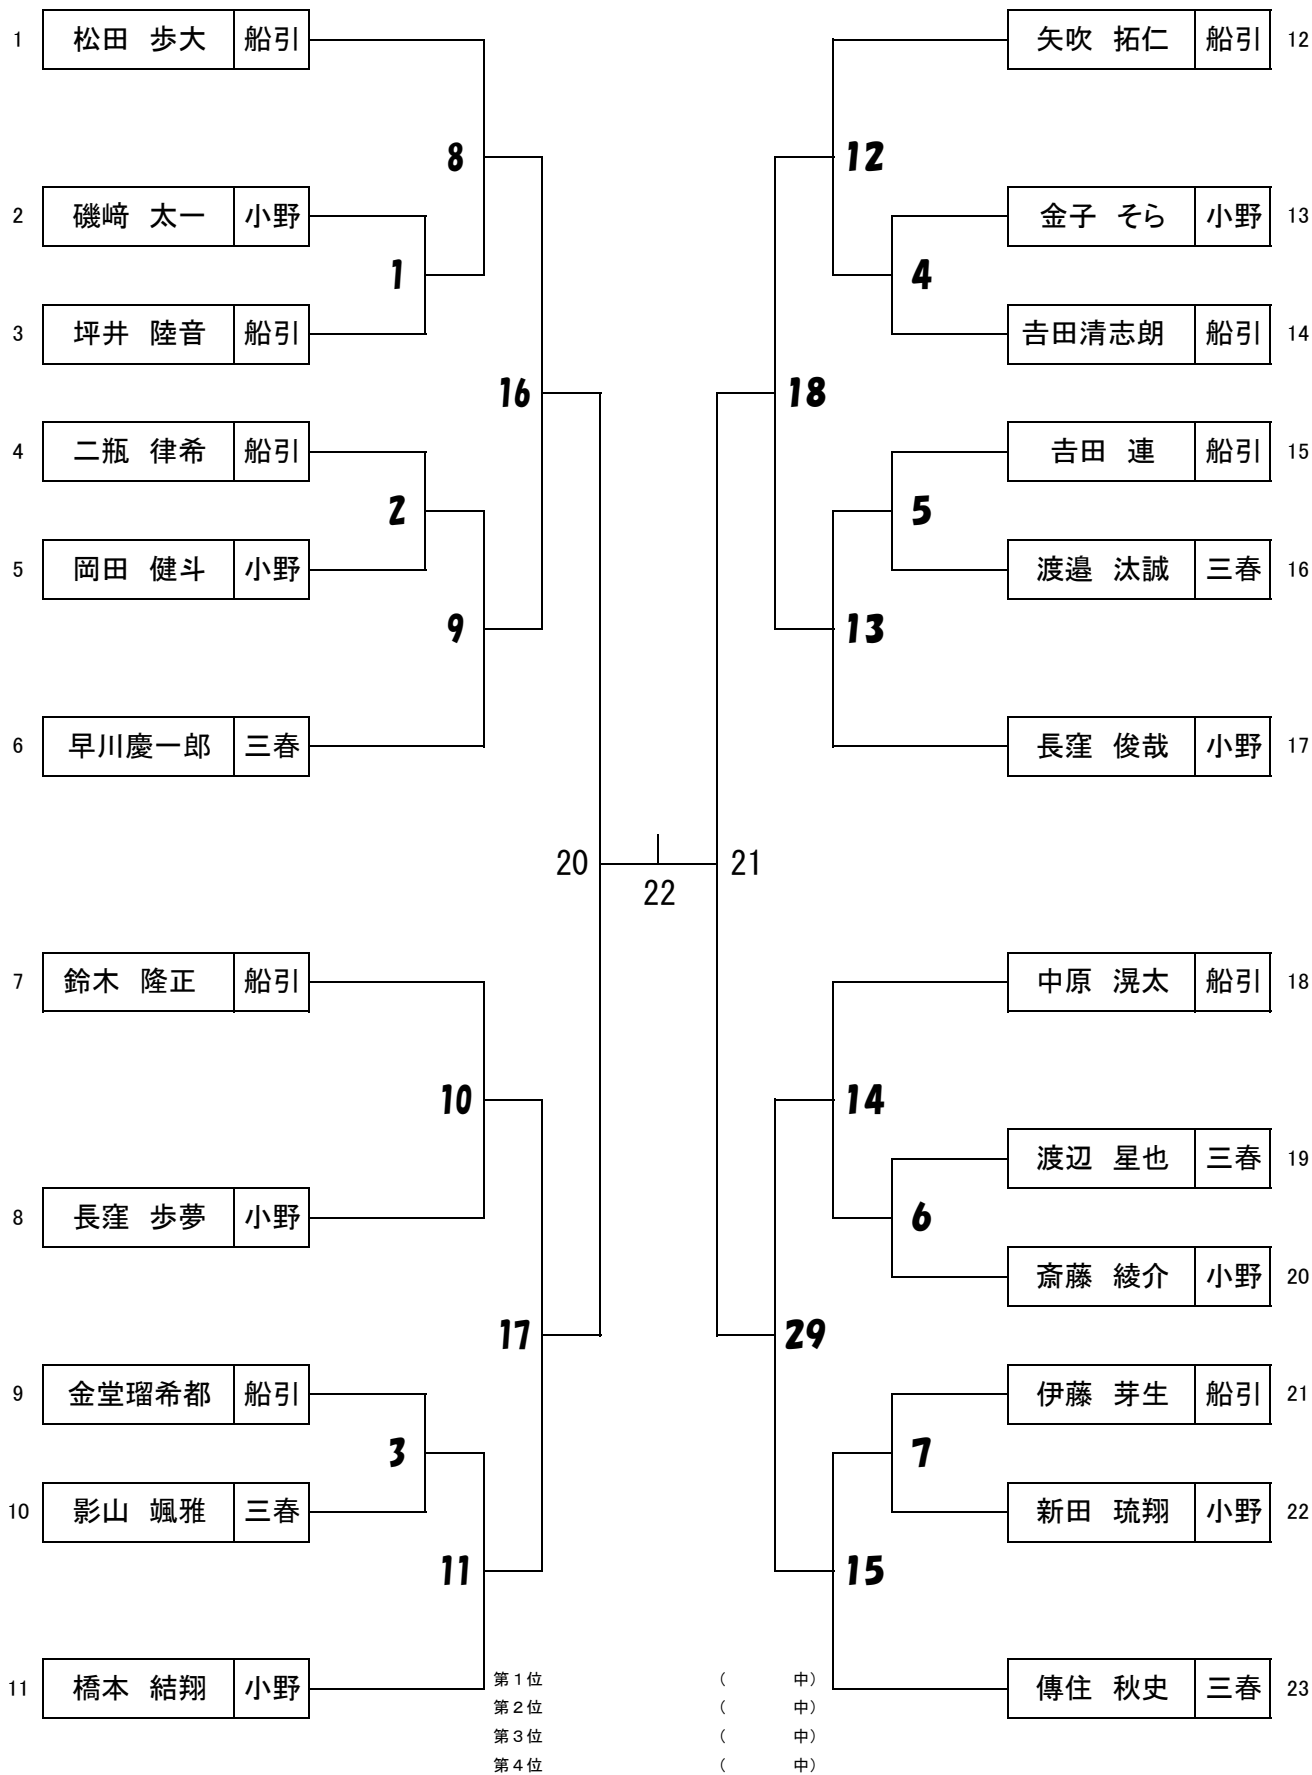 1 松田 歩大 船引
8
2 磯﨑 太一 小野
1
3 坪井 陸音 船引
16
4 二瓶 律希 船引
2
5 岡田 健斗 小野
9
6 早川慶一郎 三春
20
7 鈴木 隆正 船引
10
8 長窪 歩夢 小野
17
9 金堂瑠希都 船引
3
10 影山 颯雅 三春
11
11 橋本 結翔 小野
22
矢吹 拓仁 船引 12
12
金子 そら 小野 13
4
𠮷田清志朗 船引 14
18
𠮷田 連 船引 15
5
渡邉 汰誠 三春 16
13
長窪 俊哉 小野 17
21
中原 滉太 船引 18
14
渡辺 星也 三春 19
6
斎藤 綾介 小野 20
29
伊藤 芽生 船引 21
7
新田 琉翔 小野 22
15
傳住 秋史 三春 23
第1位 ( 中)
第2位 ( 中)
第3位 ( 中)
第4位 ( 中)